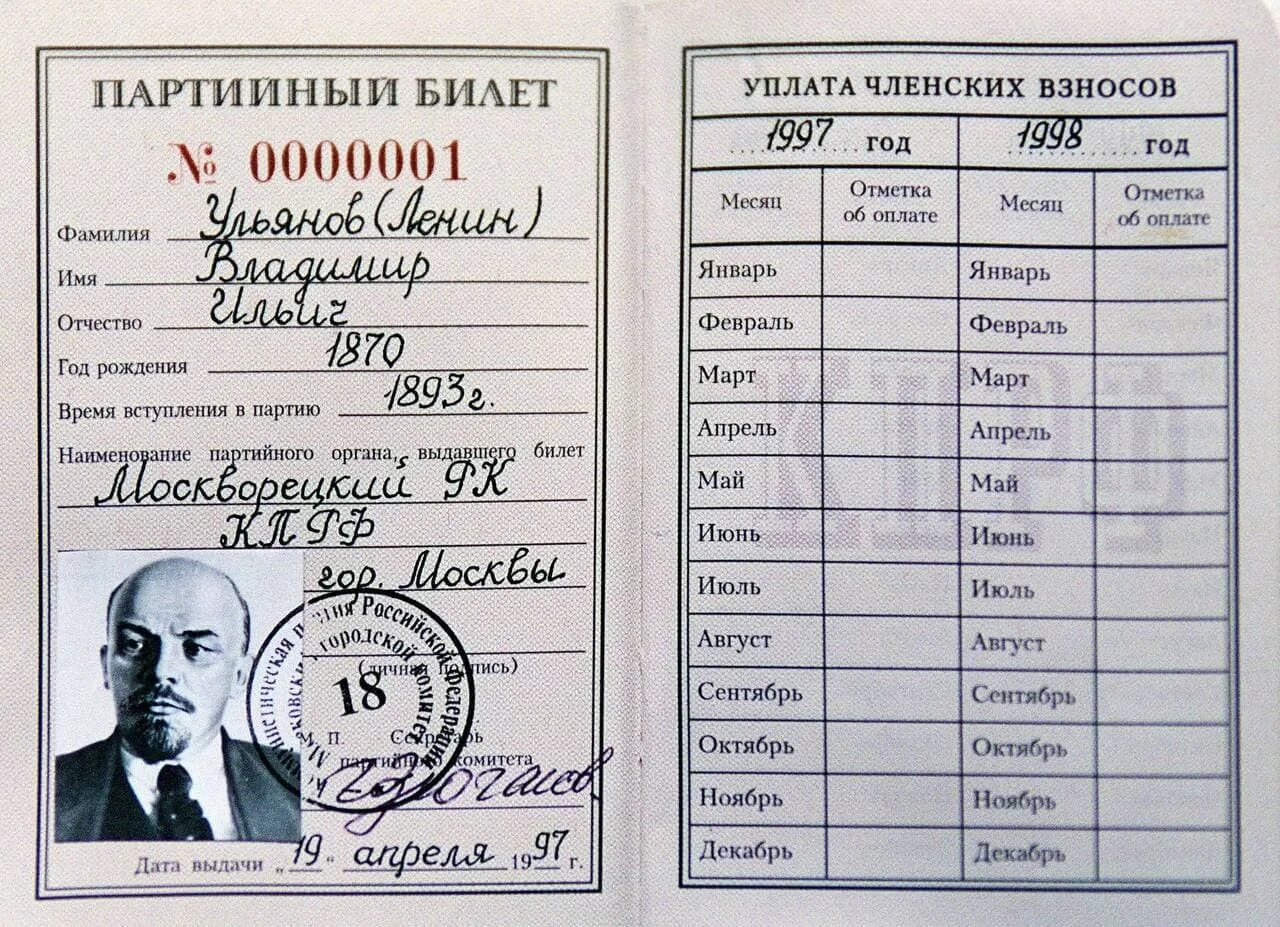 ПАРТИЙНЫЙ БИЛЕТ
№ 0000001
Фамилия Ульянов (Ленин)
Имя Владимир
Отчество Ильич
Год рождения 1870
Время вступления в партию 1893г.
Наименование партийного органа, выдавшего билет
Москворецкий РК
КПРФ
гор. Москвы
(личная подпись)
Российской Федерации
городской комитет
18
М. П. Секретарь
партийного комитета
Дата выдачи „19“ апреля 1997 г.
УПЛАТА ЧЛЕНСКИХ ВЗНОСОВ
1997 год 1998 год
Месяц Отметка об оплате Месяц Отметка об оплате
Январь Январь
Февраль Февраль
Март Март
Апрель Апрель
Май Май
Июнь Июнь
Июль Июль
Август Август
Сентябрь Сентябрь
Октябрь Октябрь
Ноябрь Ноябрь
Декабрь Декабрь